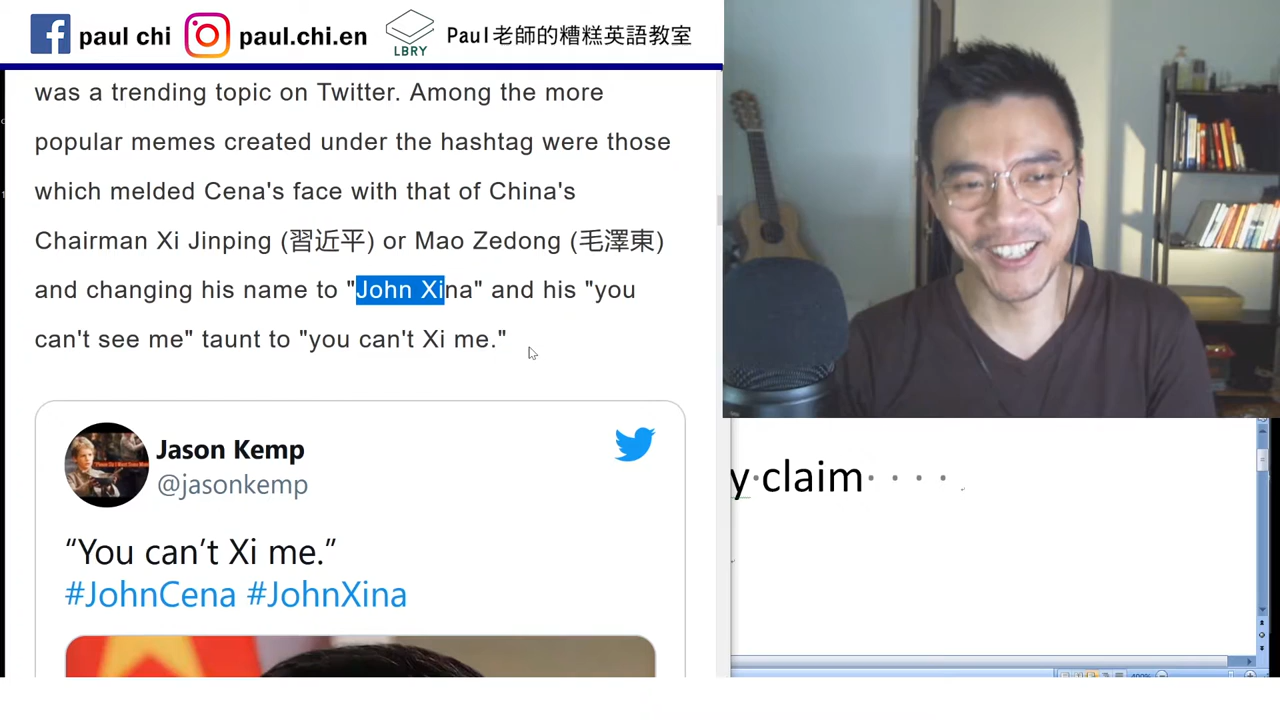 paul chi paul.chi.en LBRY Paul老師的糟糕英語教室
was a trending topic on Twitter. Among the more
popular memes created under the hashtag were those
which melded Cena's face with that of China's
Chairman Xi Jinping (習近平) or Mao Zedong (毛澤東)
and changing his name to "John Xina" and his "you
can't see me" taunt to "you can't Xi me."
Jason Kemp
@jasonkemp
“You can’t Xi me.”
#JohnCena #JohnXina
y claim
400%